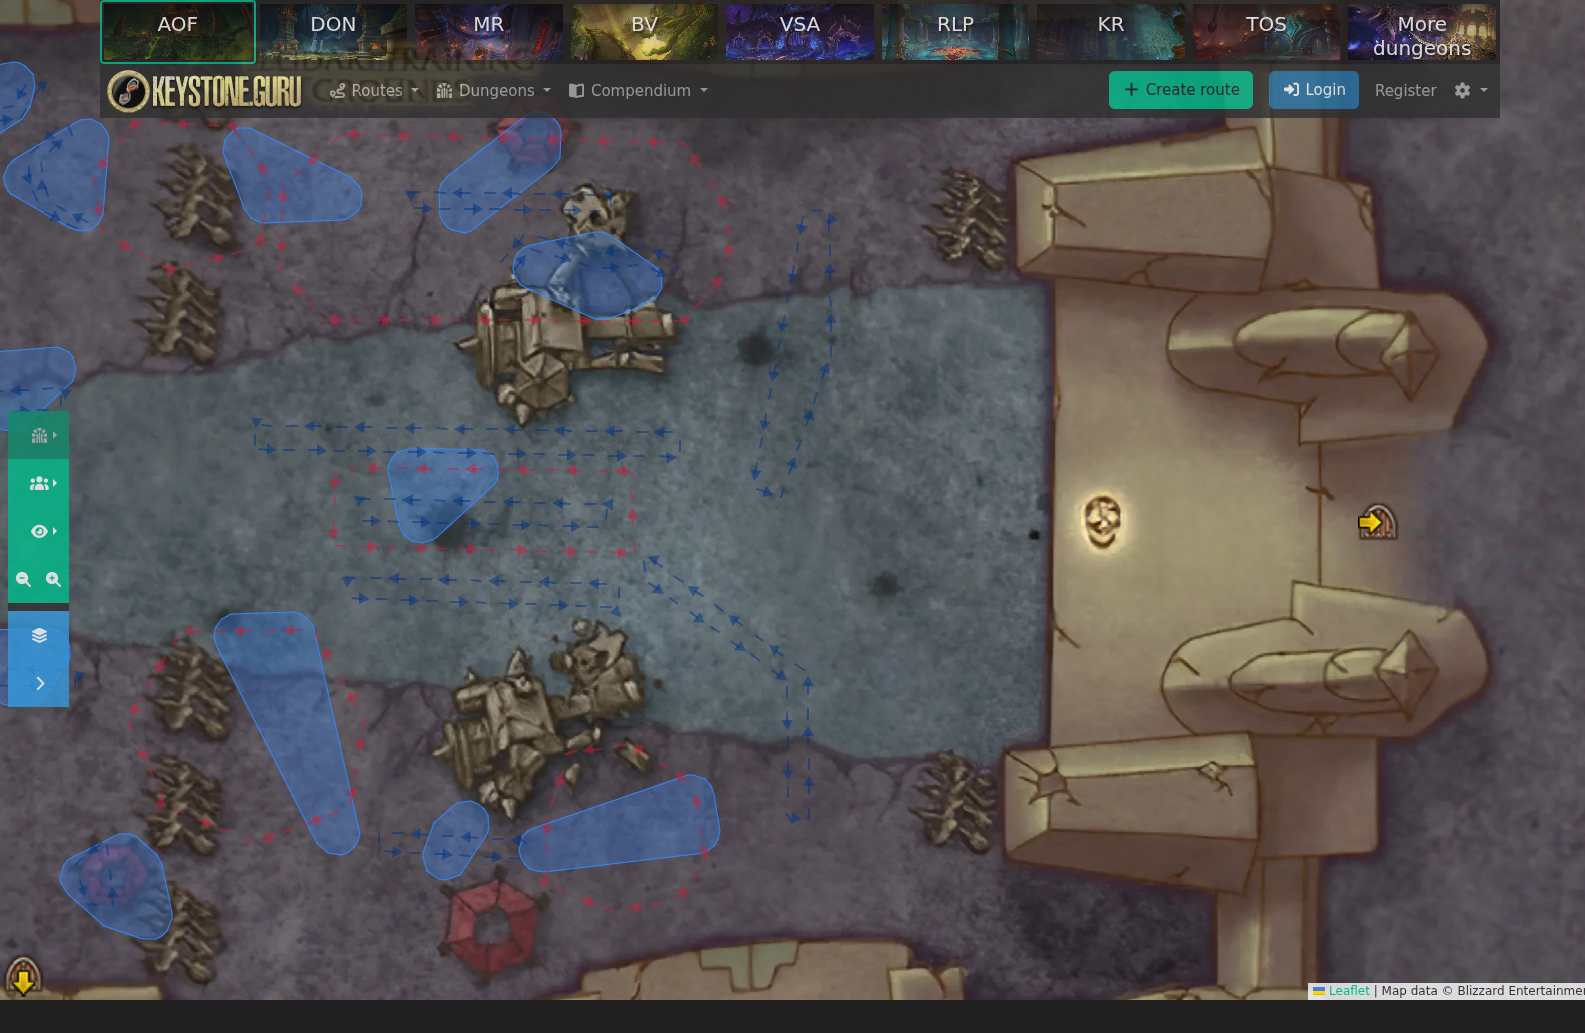 AOF
DON
MR
BV
VSA
RLP
KR
TOS
More
dungeons
KEYSTONE.GURU
Routes
Dungeons
Compendium
Create route
Login
Register
Leaflet | Map data © Blizzard Entertainmen